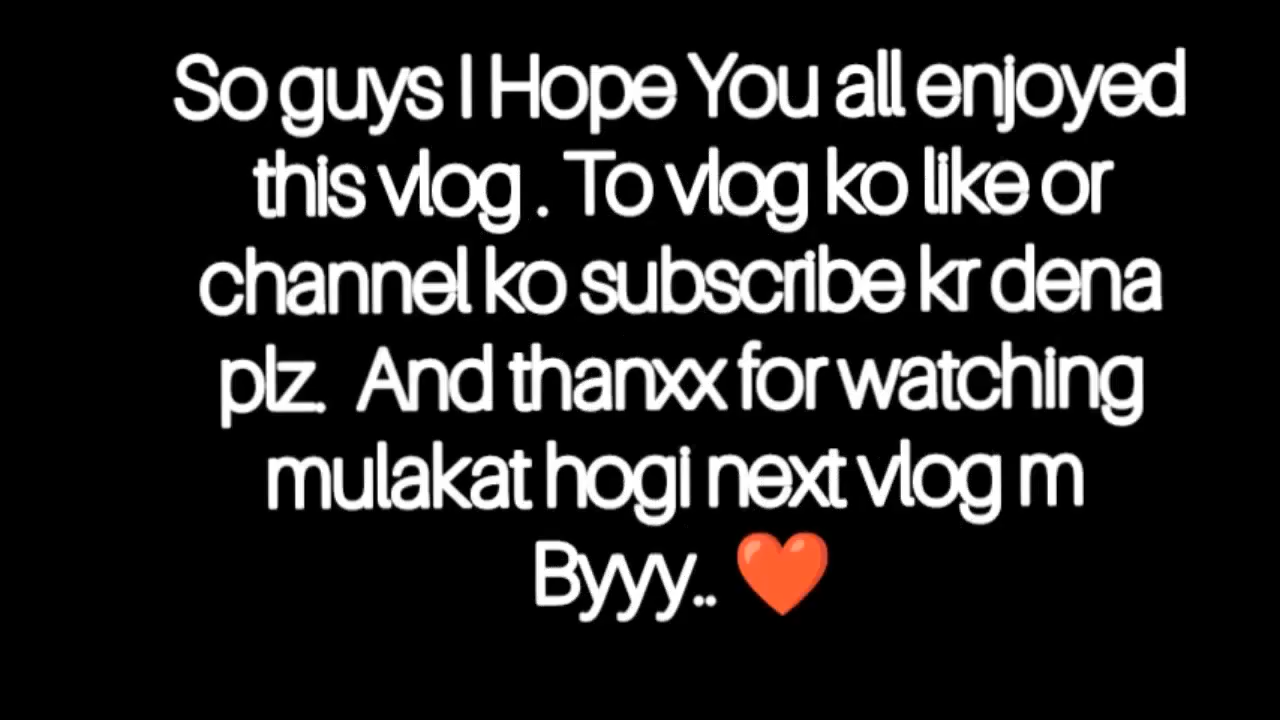 So guys I Hope You all enjoyed
this vlog . To vlog ko like or
channel ko subscribe kr dena
plz.  And thanxx for watching
mulakat hogi next vlog m
Byyy.. ❤️